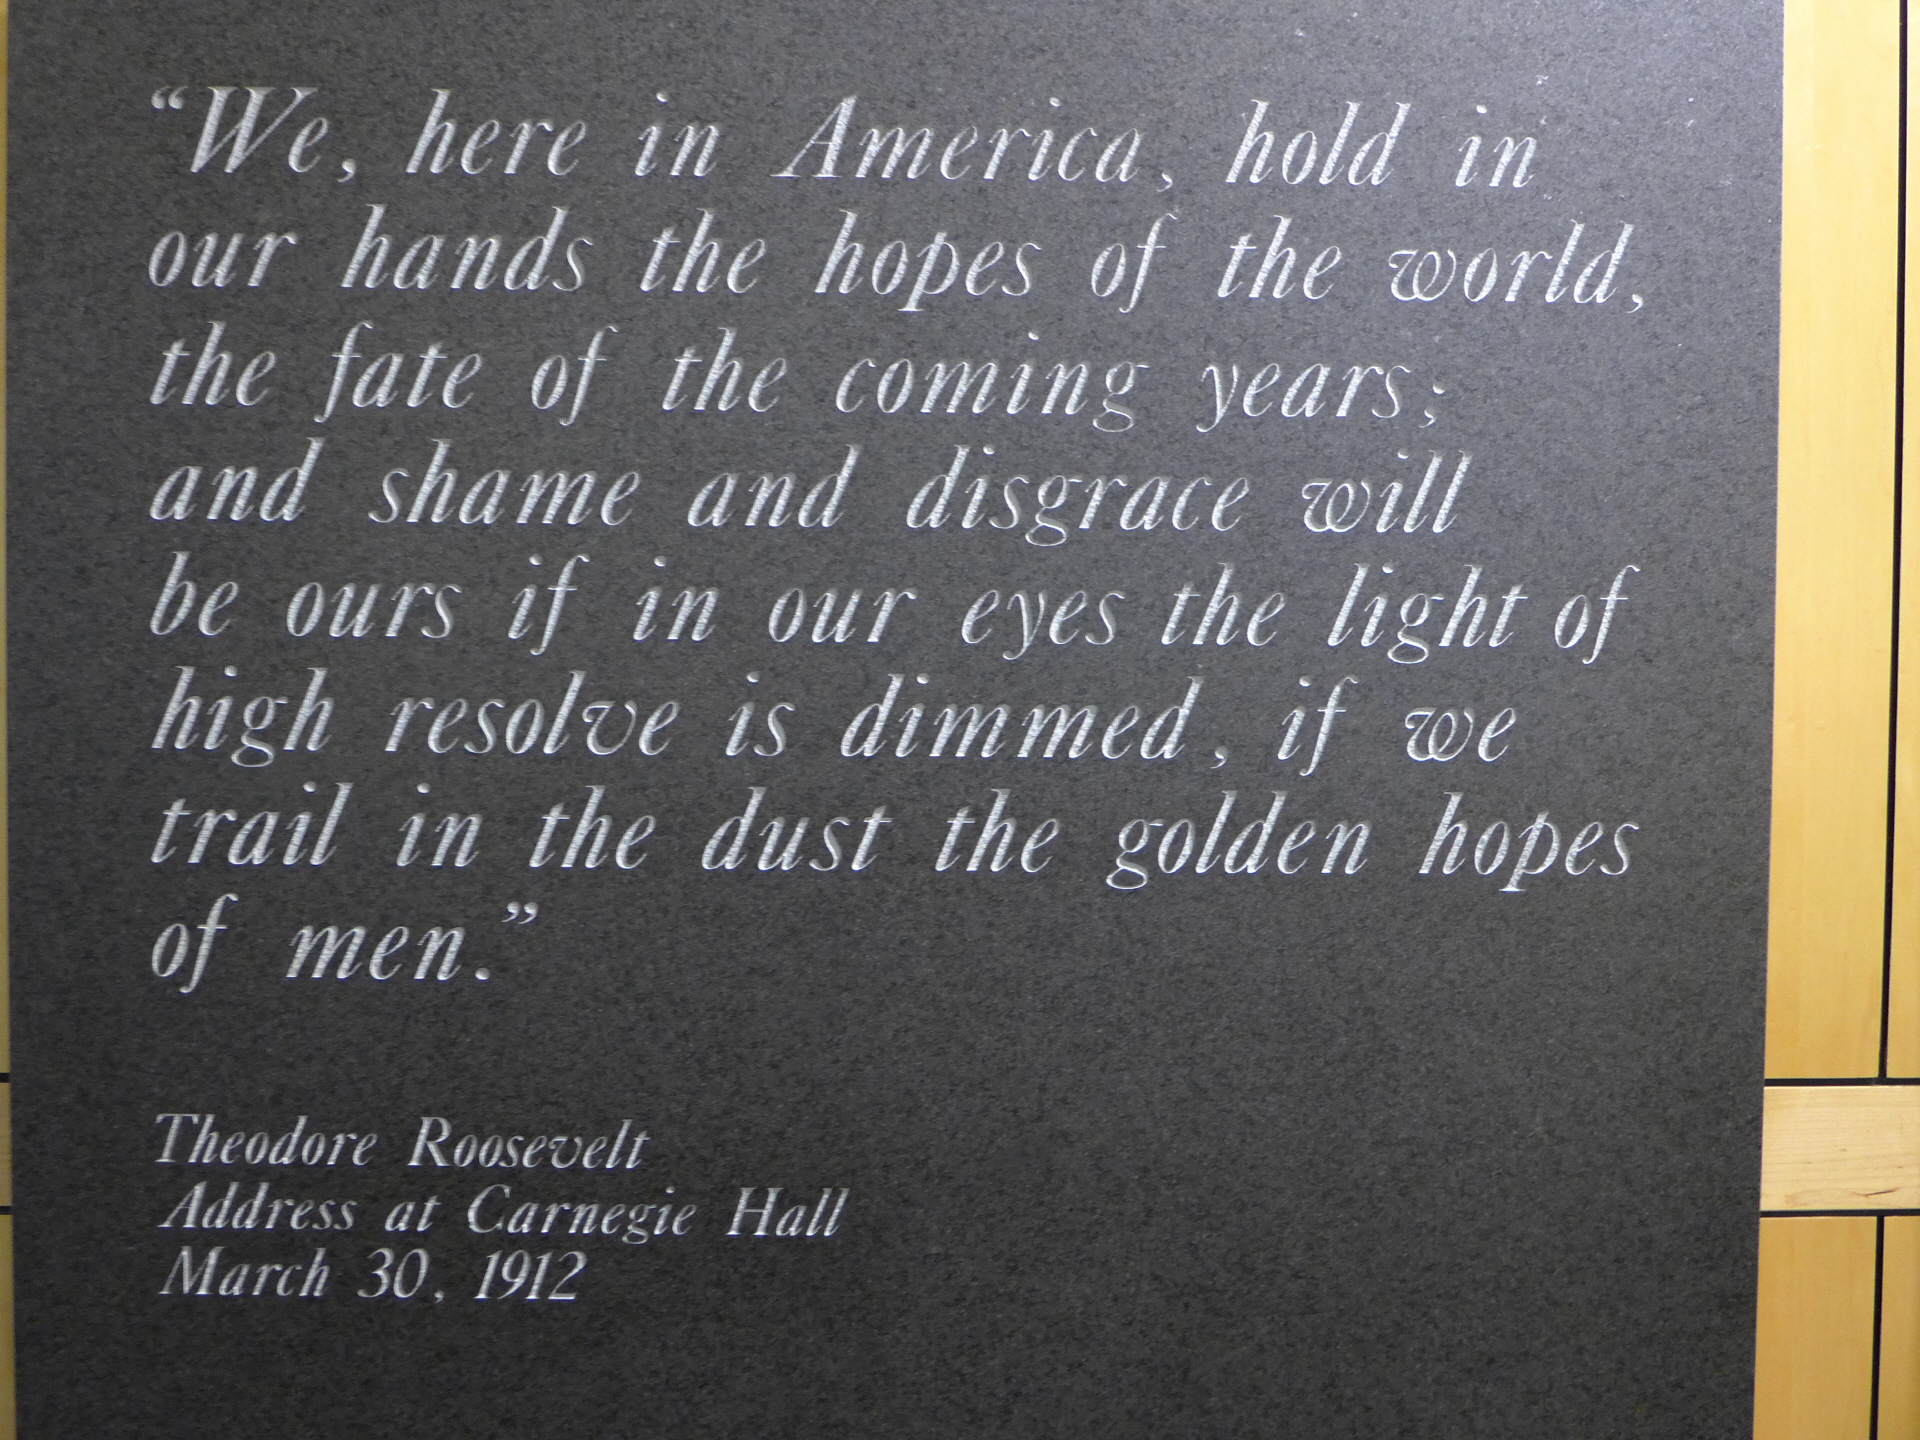 “We, here in America, hold in
our hands the hopes of the world,
the fate of the coming years;
and shame and disgrace will
be ours if in our eyes the light of
high resolve is dimmed, if we
trail in the dust the golden hopes
of men.”
Theodore Roosevelt
Address at Carnegie Hall
March 30, 1912